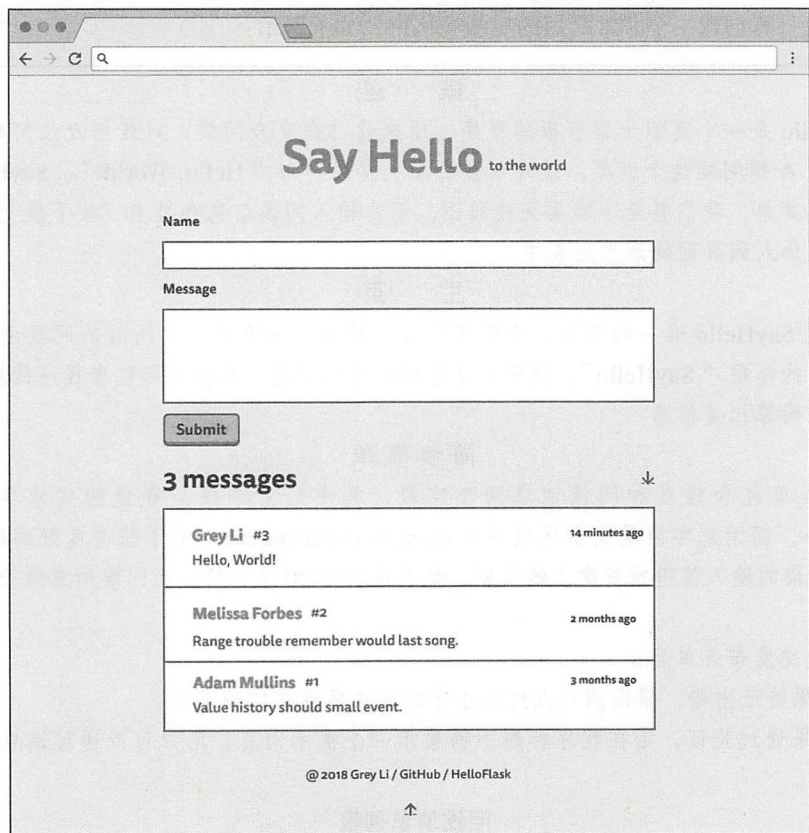 Say Hello to the world
Name
Message
Submit
3 messages
Grey Li #3 14 minutes ago
Hello, World!
Melissa Forbes #2 2 months ago
Range trouble remember would last song.
Adam Mullins #1 3 months ago
Value history should small event.
@ 2018 Grey Li / GitHub / HelloFlask